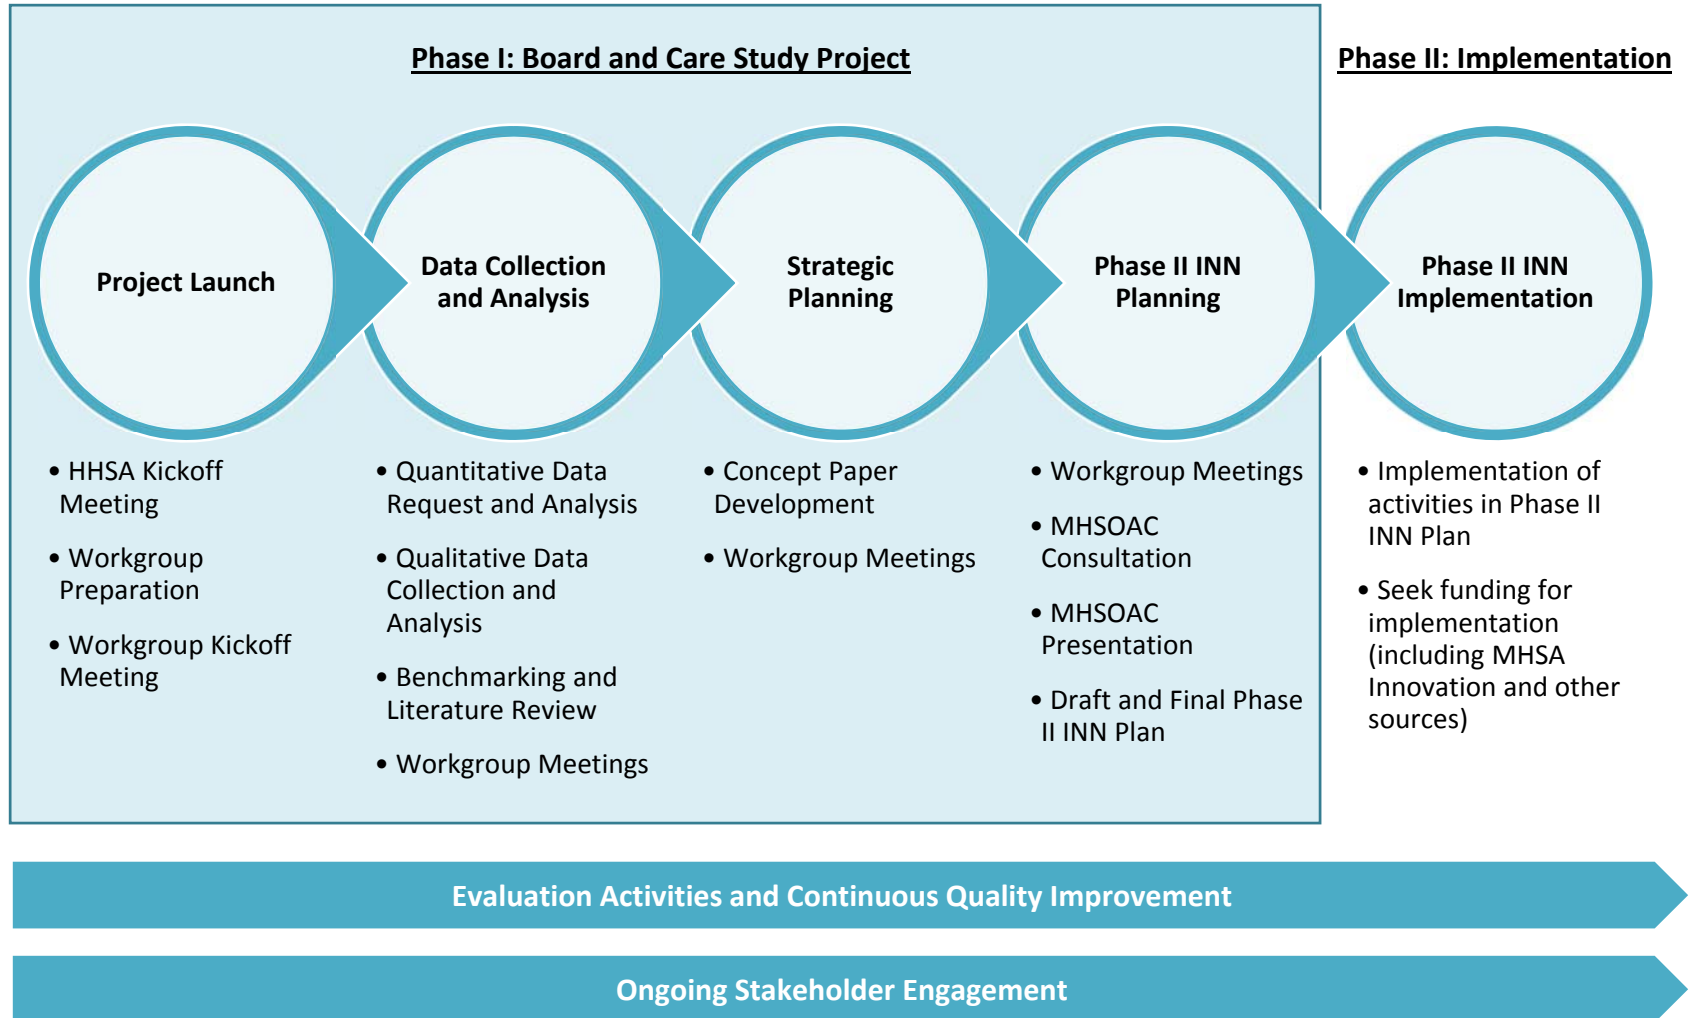 Phase I: Board and Care Study Project
Phase II: Implementation
Project Launch
Data Collection
and Analysis
Strategic
Planning
Phase II INN
Planning
Phase II INN
Implementation
• HHSA Kickoff
Meeting
• Workgroup
Preparation
• Workgroup Kickoff
Meeting
• Quantitative Data
Request and Analysis
• Qualitative Data
Collection and
Analysis
• Benchmarking and
Literature Review
• Workgroup Meetings
• Concept Paper
Development
• Workgroup Meetings
• Workgroup Meetings
• MHSOAC
Consultation
• MHSOAC
Presentation
• Draft and Final Phase
II INN Plan
• Implementation of
activities in Phase II
INN Plan
• Seek funding for
implementation
(including MHSA
Innovation and other
sources)
Evaluation Activities and Continuous Quality Improvement
Ongoing Stakeholder Engagement